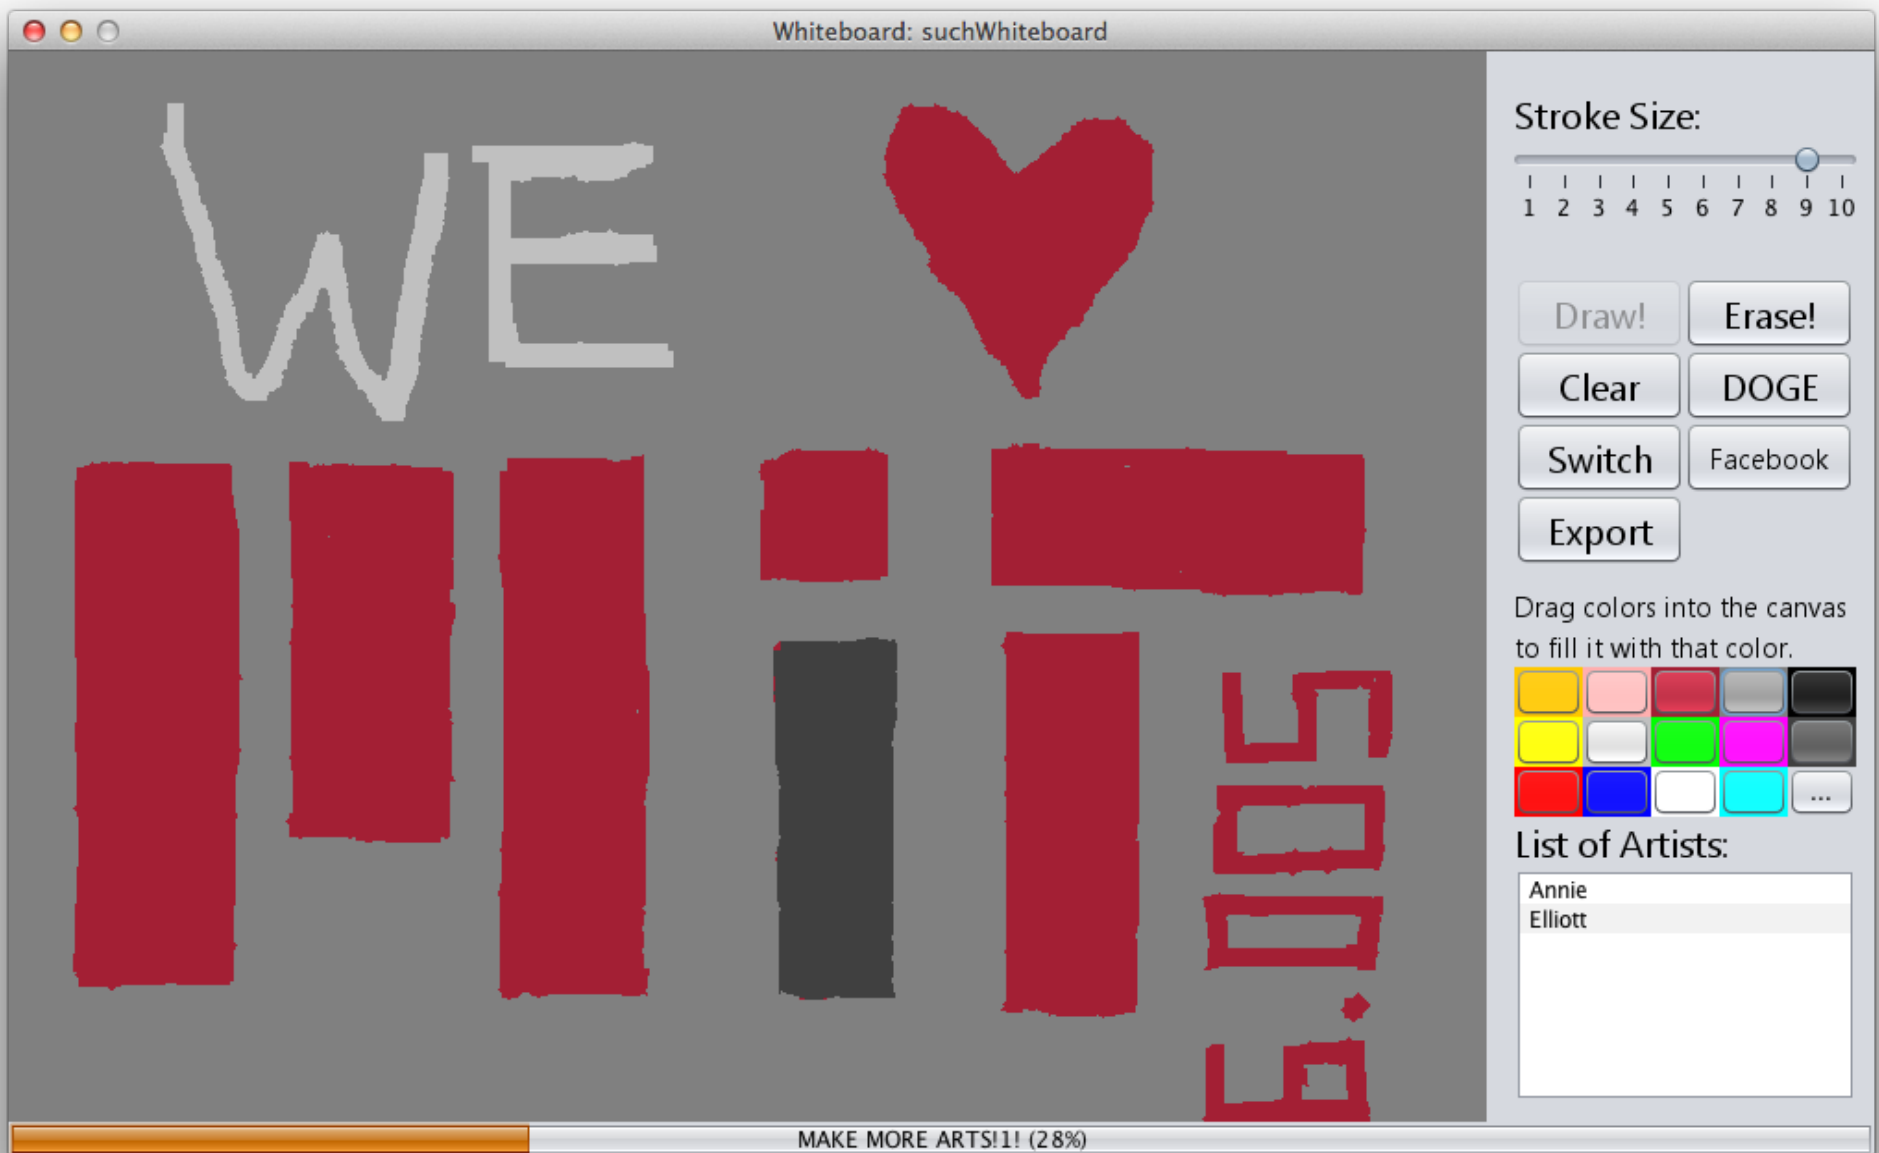 Whiteboard: suchWhiteboard
WE ♥
MiT
6.005
Stroke Size:
1 2 3 4 5 6 7 8 9 10
Draw! Erase!
Clear DOGE
Switch Facebook
Export
Drag colors into the canvas
to fill it with that color.
...
List of Artists:
Annie
Elliott
MAKE MORE ARTS!1! (28%)